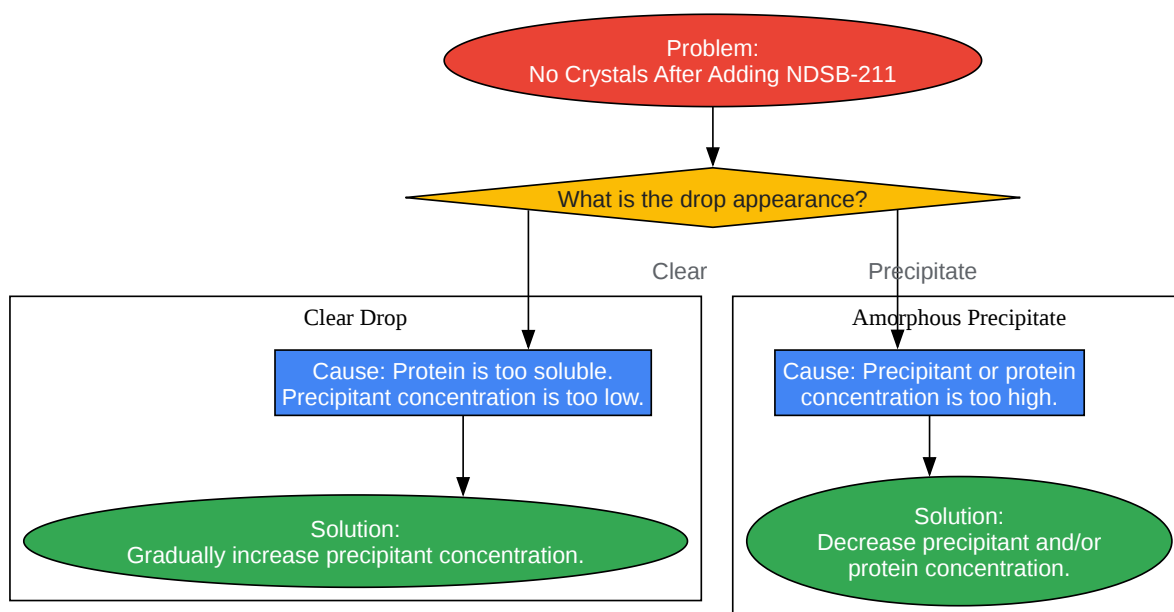 Problem:
No Crystals After Adding NDSB-211
What is the drop appearance?
Clear
Precipitate
Clear Drop
Amorphous Precipitate
Cause: Protein is too soluble.
Precipitant concentration is too low.
Cause: Precipitant or protein
concentration is too high.
Solution:
Gradually increase precipitant concentration.
Solution:
Decrease precipitant and/or
protein concentration.